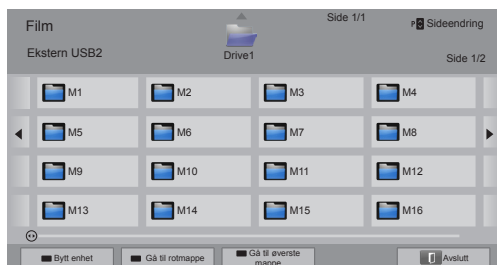 Film
Side 1/1
P Sideendring
Ekstern USB2
Drive1
Side 1/2
M1 M2 M3 M4
M5 M6 M7 M8
M9 M10 M11 M12
M13 M14 M15 M16
Bytt enhet
Gå til rotmappe
Gå til øverste
mappe
Avslutt